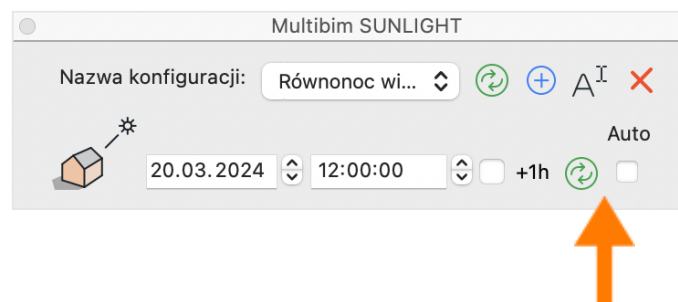 Multibim SUNLIGHT
Nazwa konfiguracji: Równonoc wi... A
Auto
20.03.2024 12:00:00 +1h